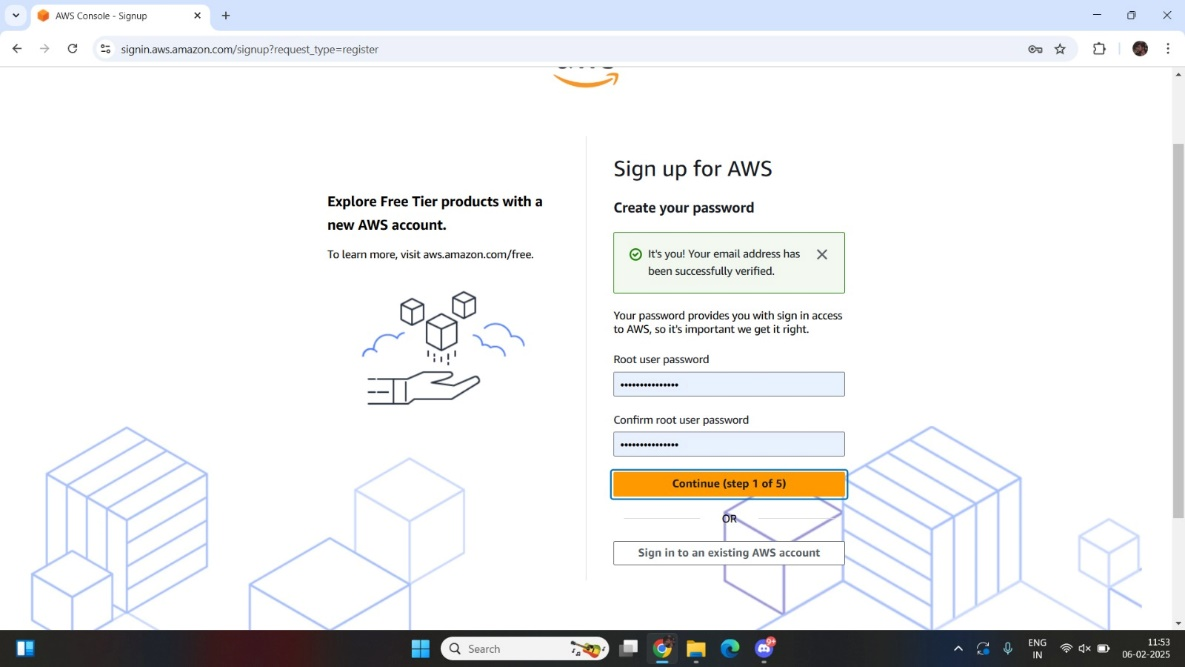 AWS Console - Signup
signin.aws.amazon.com/signup?request_type=register
Sign up for AWS
Explore Free Tier products with a
new AWS account.
To learn more, visit aws.amazon.com/free.
Create your password
It's you! Your email address has
been successfully verified.
Your password provides you with sign in access
to AWS, so it's important we get it right.
Root user password
•••••••••••••••
Confirm root user password
•••••••••••••••
Continue (step 1 of 5)
OR
Sign in to an existing AWS account
Search
ENG
IN
11:53
06-02-2025